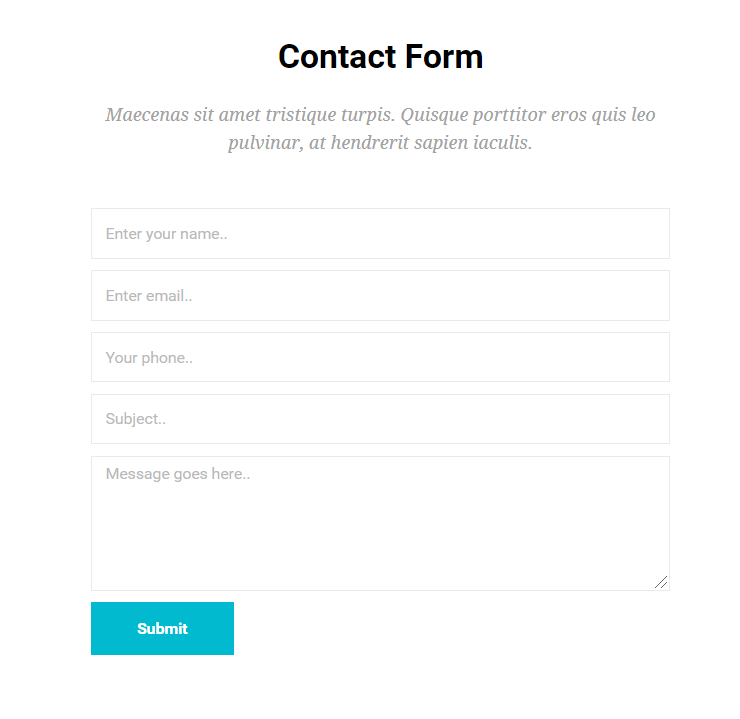 Contact Form
Maecenas sit amet tristique turpis. Quisque porttitor eros quis leo
pulvinar, at hendrerit sapien iaculis.
Enter your name..
Enter email..
Your phone..
Subject..
Message goes here..
Submit